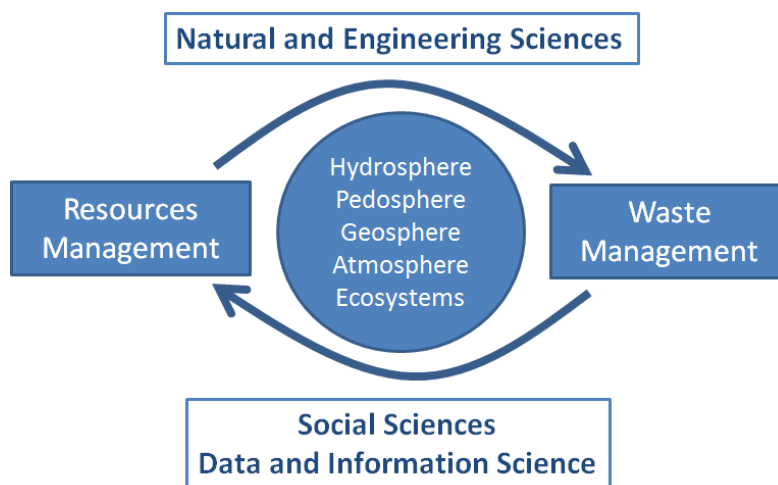 Natural and Engineering Sciences
Resources
Management
Hydrosphere
Pedosphere
Geosphere
Atmosphere
Ecosystems
Waste
Management
Social Sciences
Data and Information Science